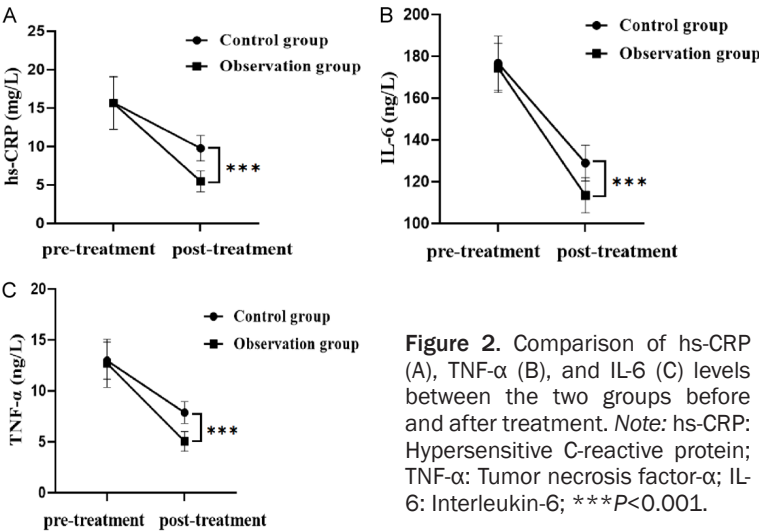 A
25
20
15
10
5
0
hs-CRP (mg/L)
Control group
Observation group
***
pre-treatment post-treatment
B
200
180
160
140
120
100
IL-6 (ng/L)
Control group
Observation group
***
pre-treatment post-treatment
C
20
15
10
5
0
TNF-α (ng/L)
Control group
Observation group
***
pre-treatment post-treatment
Figure 2. Comparison of hs-CRP
(A), TNF-α (B), and IL-6 (C) levels
between the two groups before
and after treatment. Note: hs-CRP:
Hypersensitive C-reactive protein;
TNF-α: Tumor necrosis factor-α; IL-
6: Interleukin-6; ***P<0.001.